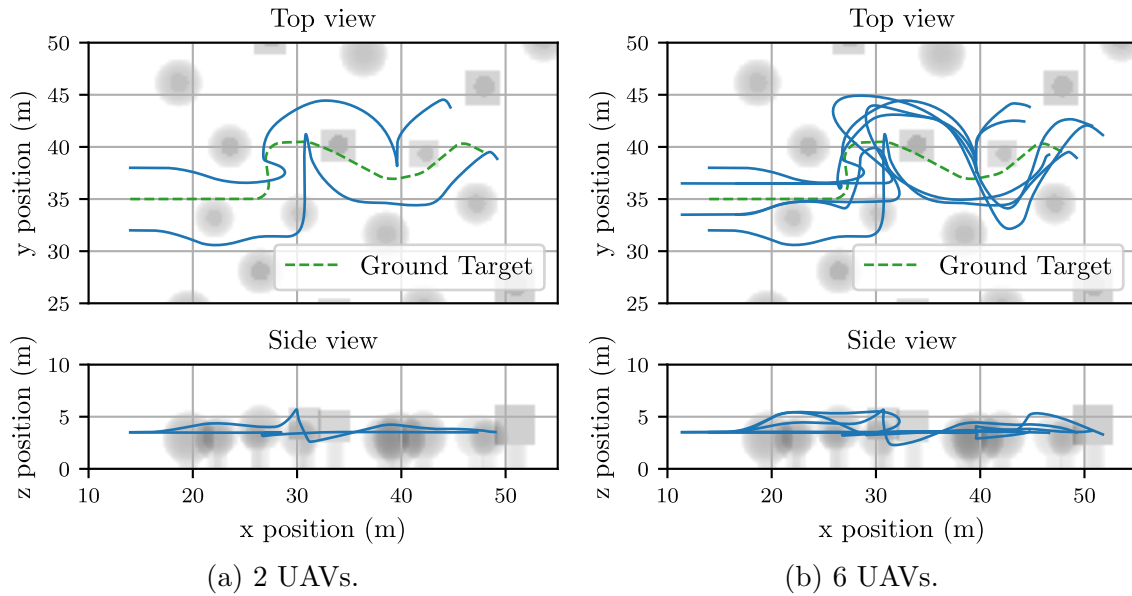 Top view
50
45
40
35
30
25
y position (m)
Ground Target
Side view
10
5
0
z position (m)
10 20 30 40 50
x position (m)
(a) 2 UAVs.
Top view
50
45
40
35
30
25
y position (m)
Ground Target
Side view
10
5
0
z position (m)
10 20 30 40 50
x position (m)
(b) 6 UAVs.